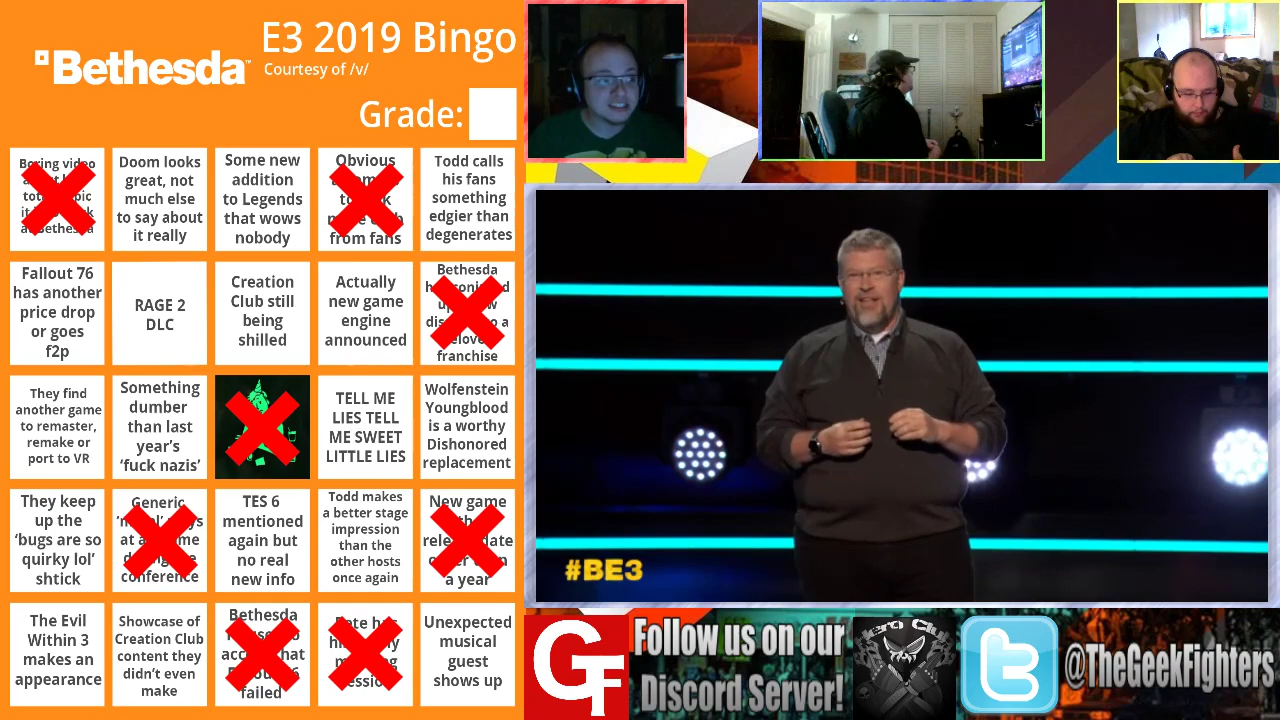 Bethesda
E3 2019 Bingo
Courtesy of /v/
Grade:
Boring video
Doom looks
great, not
much else
to say about
it really
Some new
addition
to Legends
that wows
nobody
Obvious
from fans
Todd calls
his fans
something
edgier than
degenerates
Fallout 76
has another
price drop
or goes
f2p
RAGE 2
DLC
Creation
Club still
being
shilled
Actually
new game
engine
announced
Bethesda
franchise
They find
another game
to remaster,
remake or
port to VR
Something
dumber
than last
year's
'fuck nazis'
TELL ME
LIES TELL
ME SWEET
LITTLE LIES
Wolfenstein
Youngblood
is a worthy
Dishonored
replacement
They keep
up the
'bugs are so
quirky lol'
shtick
Generic
at
conference
TES 6
mentioned
again but
no real
new info
Todd makes
a better stage
impression
than the
other hosts
once again
New game
a year
The Evil
Within 3
makes an
appearance
Showcase of
Creation Club
content they
didn't even
make
Bethesda
failed
Unexpected
musical
guest
shows up
#BE3
GF
Follow us on our
Discord Server!
@TheGeekFighters